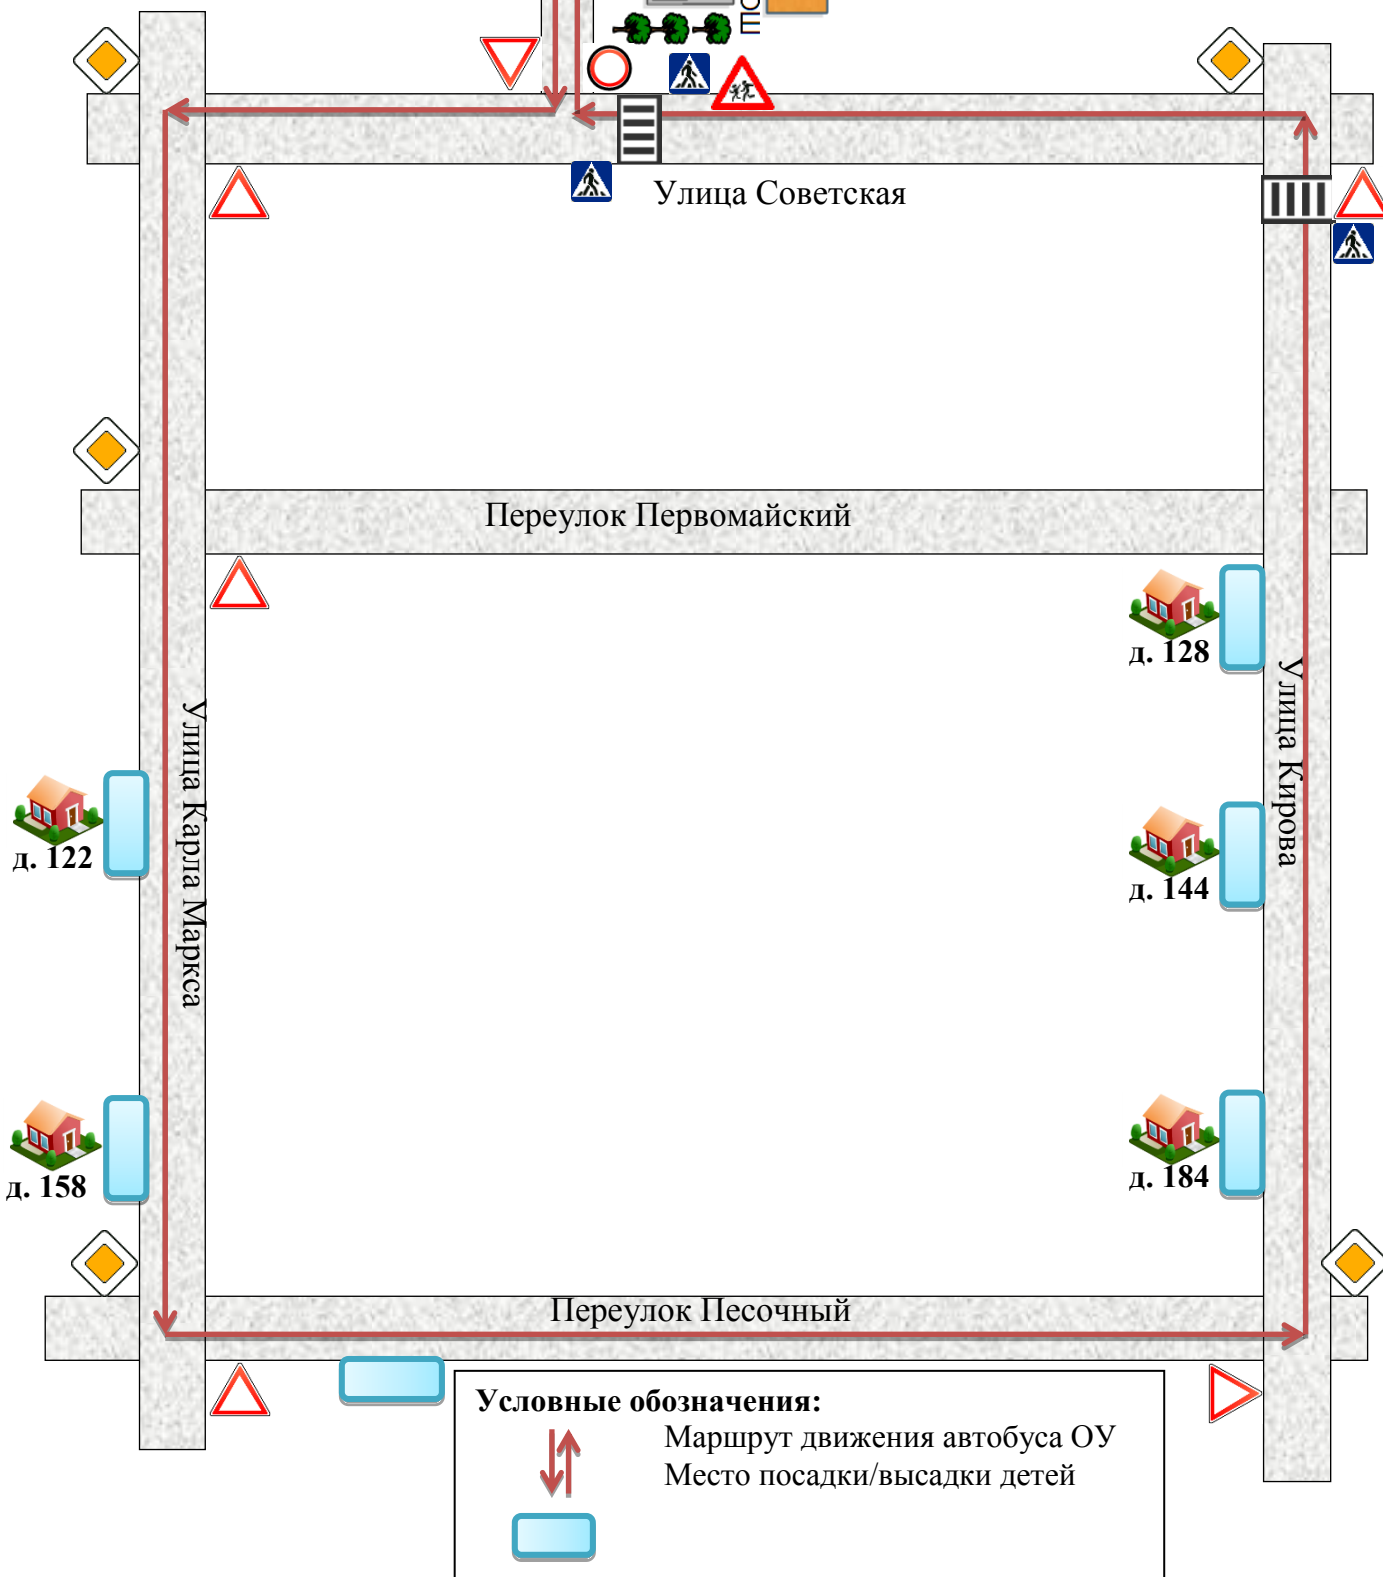 Улица Советская
Переулок Первомайский
д. 128
Улица Карла Маркса
Улица Кирова
д. 122
д. 144
д. 158
д. 184
Переулок Песочный
Условные обозначения:
Маршрут движения автобуса ОУ
Место посадки/высадки детей